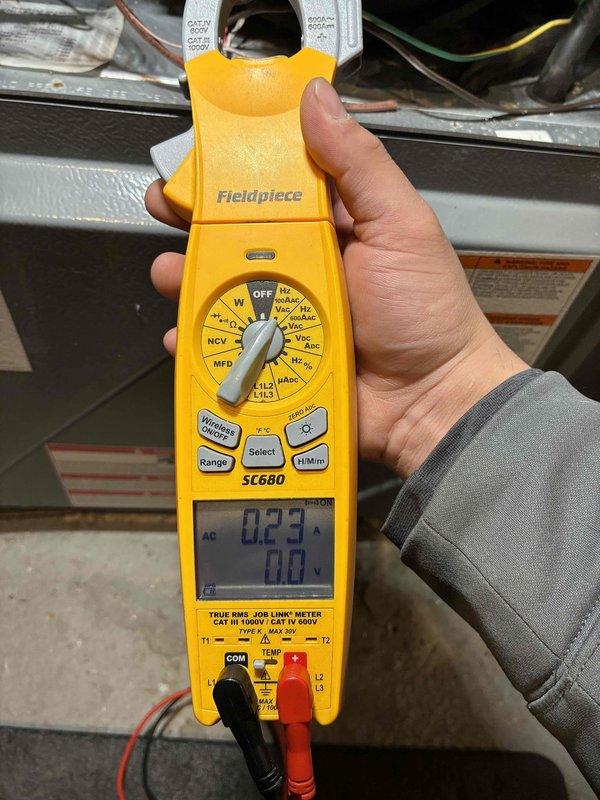 CAT.IV
600V
CAT.III
1000V
600A~
600A⎓
Fieldpiece
OFF
Hz
100AAC
VAC
Hz
600AAC
VAC
VDC
ADC
Hz %
µADC
L1L2
L1L3
MFD
NCV
Ω
W
Wireless
ON/OFF
°F °C
Select
ZERO ADC
Range
H/M/m
SC680
ON
AC 0.23 A
0.0 V
TRUE RMS JOB LINK® METER
CAT III 1000V / CAT IV 600V
TYPE K MAX 30V
T1 T2
TEMP
COM +
L1 L2
L3
MAX